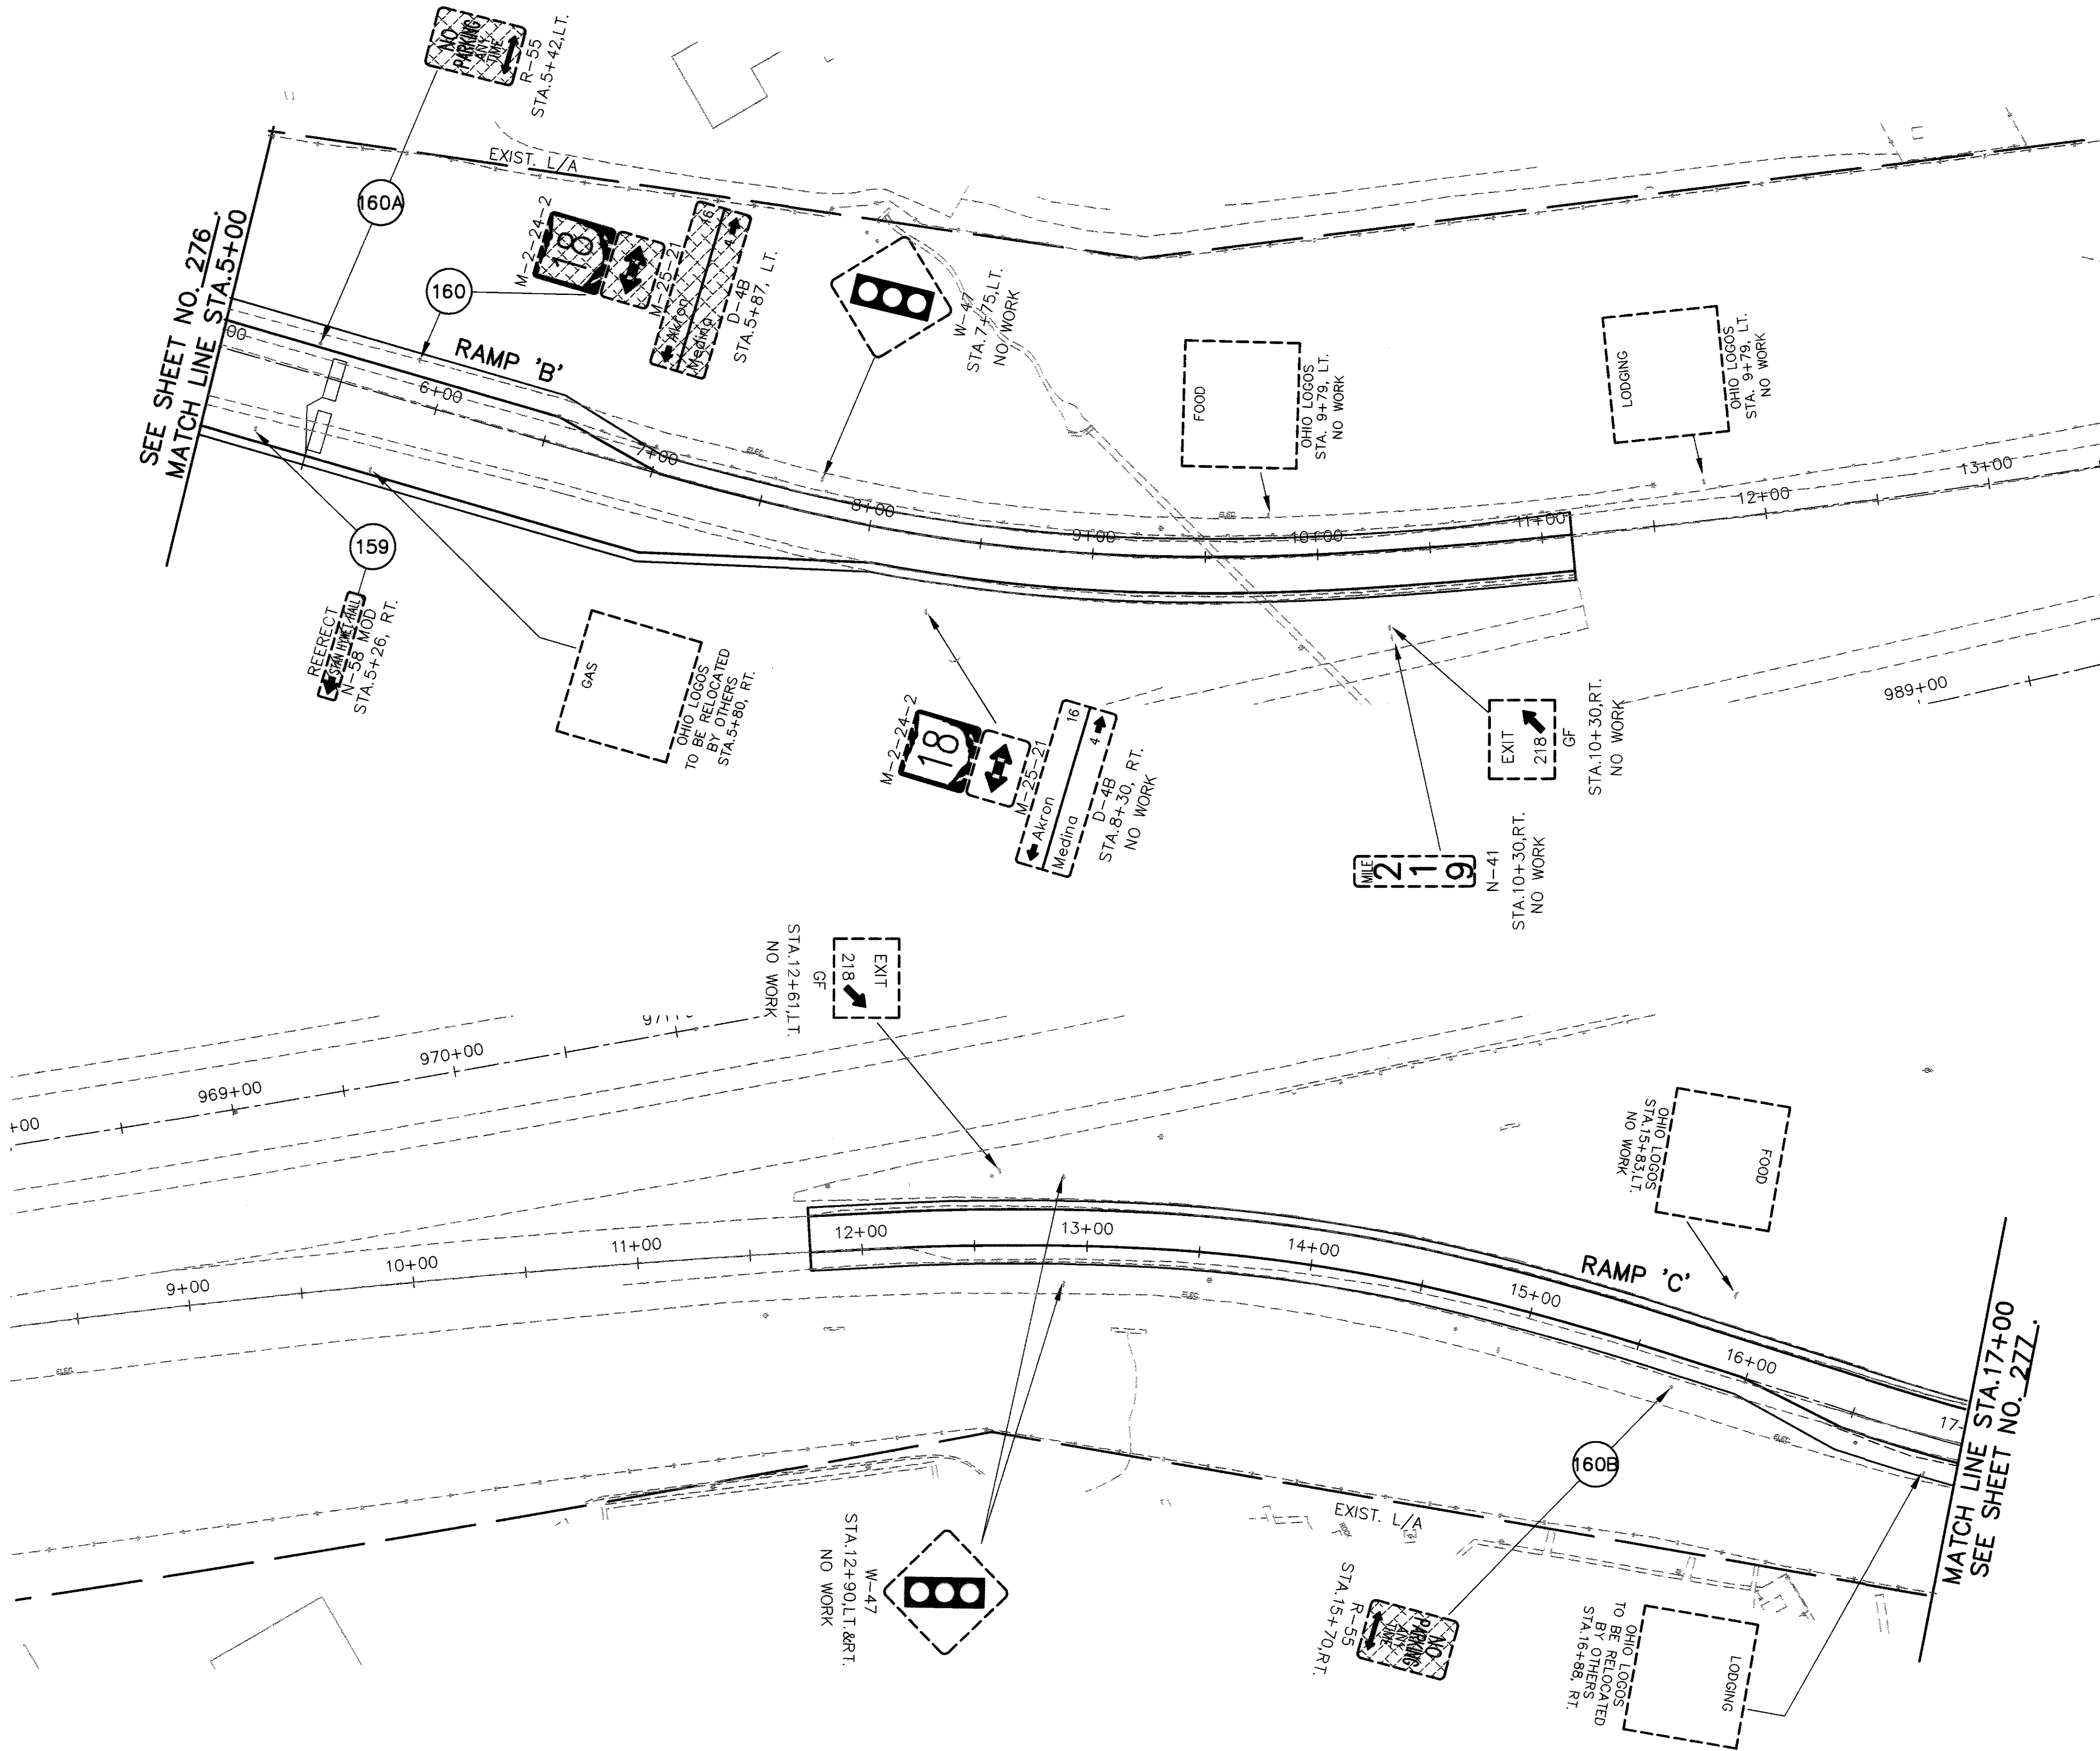 NO
PARKING
ANY
TIME
R-55
STA.5+42,LT.
EXIST. L/A
160A
SEE SHEET NO. 276.
MATCH LINE STA.5+00
00
160
RAMP 'B'
M-2-24-2
18
M-25-21
Akron 16
Medina 4
D-4B
STA.5+87, LT.
W-47
STA.7+75,LT.
NO WORK
FOOD
OHIO LOGOS
STA. 9+79, LT.
NO WORK
LODGING
OHIO LOGOS
STA. 9+79, LT.
NO WORK
6+00
7+00
8+00
9+00
10+00
11+00
12+00
13+00
ELEC
ELEC
159
REERECT
STAN HYWET HALL
N-58 MOD
STA.5+26, RT.
GAS
OHIO LOGOS
TO BE RELOCATED
BY OTHERS
STA.5+80, RT.
M-2-24-2
18
M-25-21
Akron 16
Medina 4
D-4B
STA.8+30, RT.
NO WORK
EXIT
218
GF
STA.10+30,RT.
NO WORK
MILE
2
1
9
N-41
STA.10+30,RT.
NO WORK
989+00
EXIT
218
GF
STA.12+61,LT.
NO WORK
+00
969+00
970+00
9+00
10+00
11+00
12+00
13+00
14+00
15+00
16+00
17
RAMP 'C'
FOOD
OHIO LOGOS
STA.15+83,LT.
NO WORK
ELEC
ELEC
ELEC
MATCH LINE STA.17+00
SEE SHEET NO. 277.
160B
EXIST. L/A
W-47
STA.12+90,LT.&RT.
NO WORK
NO
PARKING
ANY
TIME
R-55
STA.15+70,RT.
LODGING
OHIO LOGOS
TO BE RELOCATED
BY OTHERS
STA.16+88, RT.